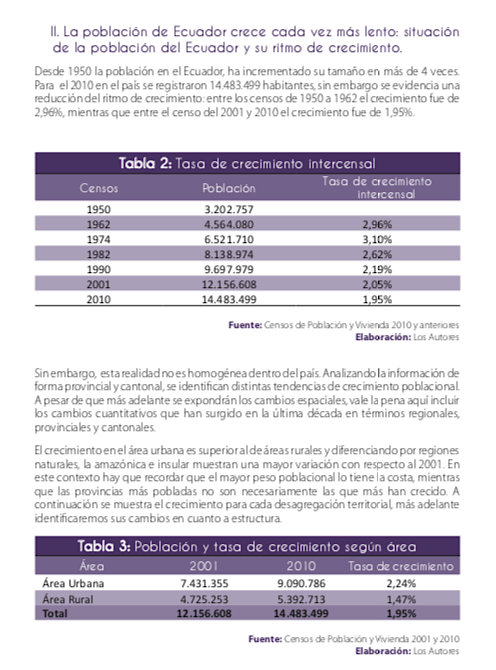 II. La población de Ecuador crece cada vez más lento: situación
de la población del Ecuador y su ritmo de crecimiento.
Desde 1950 la población en el Ecuador, ha incrementado su tamaño en más de 4 veces.
Para el 2010 en el país se registraron 14.483.499 habitantes, sin embargo se evidencia una
reducción del ritmo de crecimiento: entre los censos de 1950 a 1962 el crecimiento fue de
2,96%, mientras que entre el censo del 2001 y 2010 el crecimiento fue de 1,95%.
Tabla 2: Tasa de crecimiento intercensal
Censos Población Tasa de crecimiento
intercensal
1950 3.202.757
1962 4.564.080 2,96%
1974 6.521.710 3,10%
1982 8.138.974 2,62%
1990 9.697.979 2,19%
2001 12.156.608 2,05%
2010 14.483.499 1,95%
Fuente: Censos de Población y Vivienda 2010 y anteriores
Elaboración: Los Autores
Sin embargo, esta realidad no es homogénea dentro del país. Analizando la información de
forma provincial y cantonal, se identifican distintas tendencias de crecimiento poblacional.
A pesar de que más adelante se expondrán los cambios espaciales, vale la pena aquí incluir
los cambios cuantitativos que han surgido en la última década en términos regionales,
provinciales y cantonales.
El crecimiento en el área urbana es superior al de áreas rurales y diferenciando por regiones
naturales, la amazónica e insular muestran una mayor variación con respecto al 2001. En
este contexto hay que recordar que el mayor peso poblacional lo tiene la costa, mientras
que las provincias más pobladas no son necesariamente las que más han crecido. A
continuación se muestra el crecimiento para cada desagregación territorial, más adelante
identificaremos sus cambios en cuanto a estructura.
Tabla 3: Población y tasa de crecimiento según área
Área 2001 2010 Tasa de crecimiento
Área Urbana 7.431.355 9.090.786 2,24%
Área Rural 4.725.253 5.392.713 1,47%
Total 12.156.608 14.483.499 1,95%
Fuente: Censos de Población y Vivienda 2001 y 2010
Elaboración: Los Autores